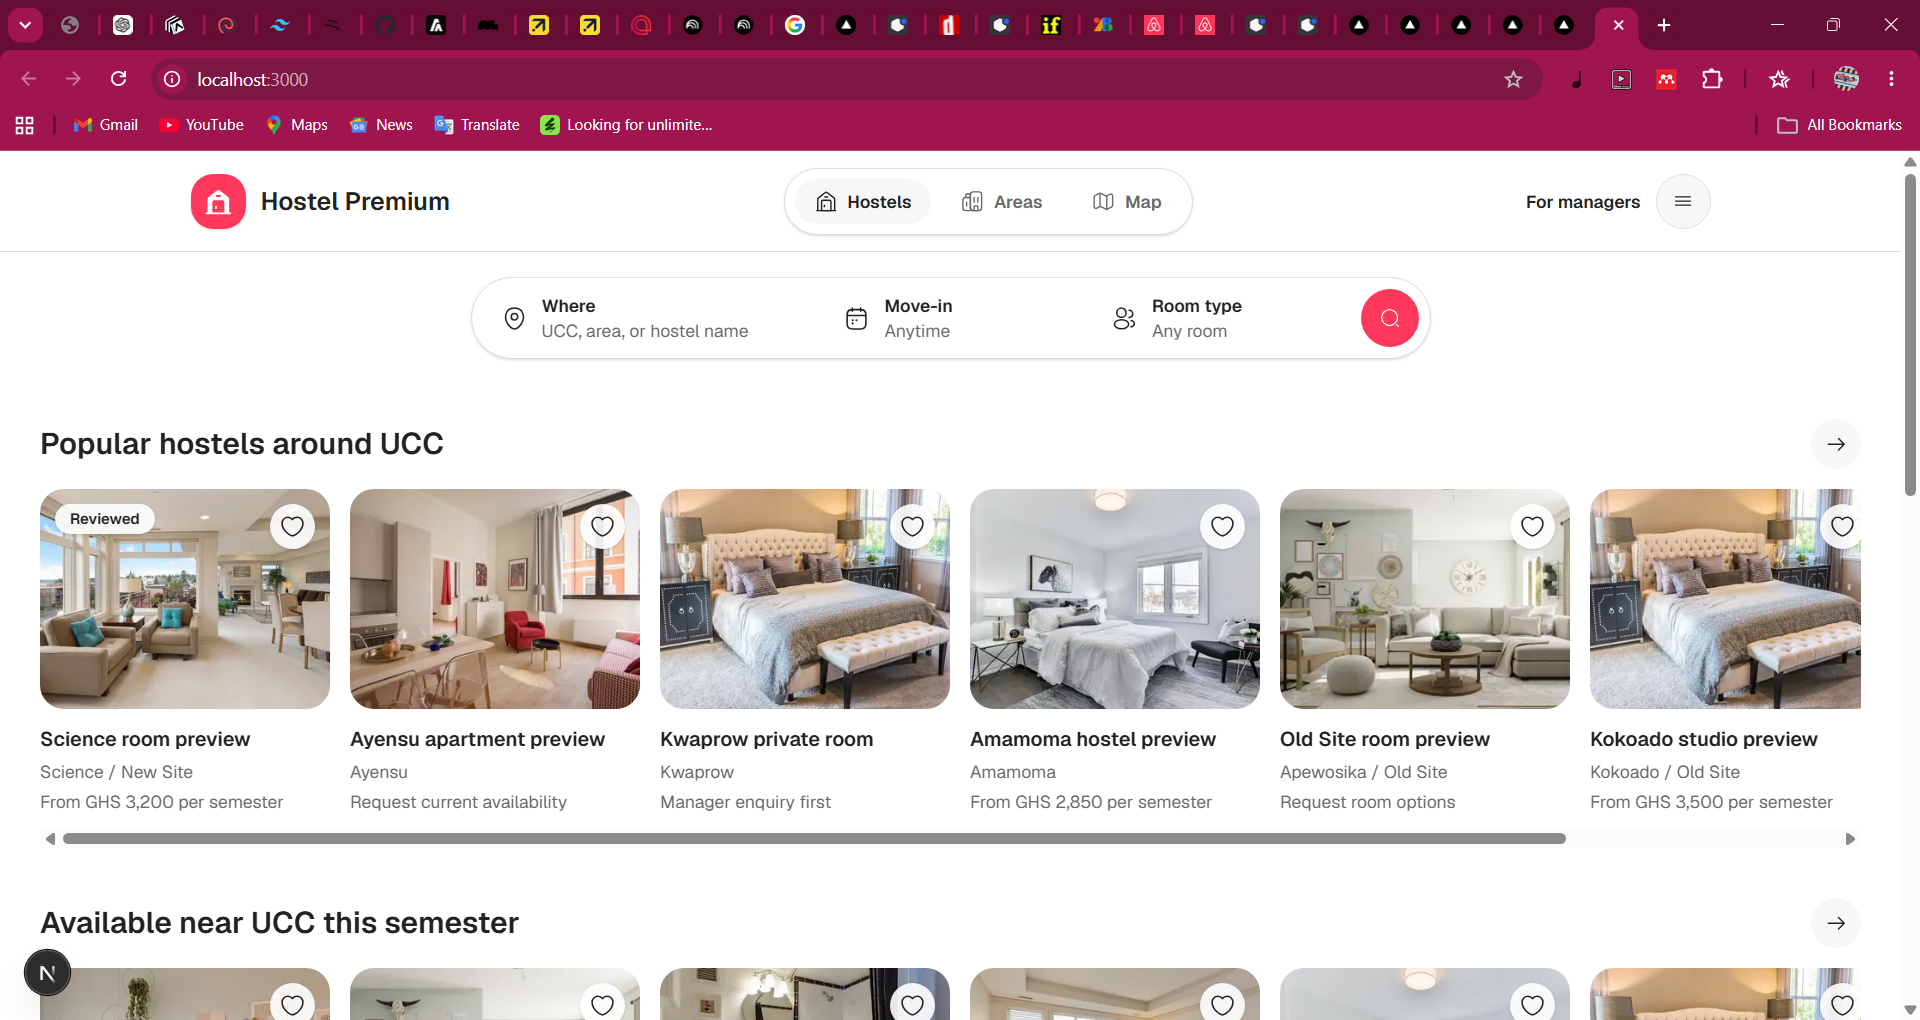 localhost:3000
Gmail
YouTube
Maps
News
Translate
Looking for unlimite...
All Bookmarks
Hostel Premium
Hostels
Areas
Map
For managers
Where
UCC, area, or hostel name
Move-in
Anytime
Room type
Any room
Popular hostels around UCC
Reviewed
Science room preview
Science / New Site
From GHS 3,200 per semester
Ayensu apartment preview
Ayensu
Request current availability
Kwaprow private room
Kwaprow
Manager enquiry first
Amamoma hostel preview
Amamoma
From GHS 2,850 per semester
Old Site room preview
Apewosika / Old Site
Request room options
Kokoado studio preview
Kokoado / Old Site
From GHS 3,500 per semester
Available near UCC this semester
N